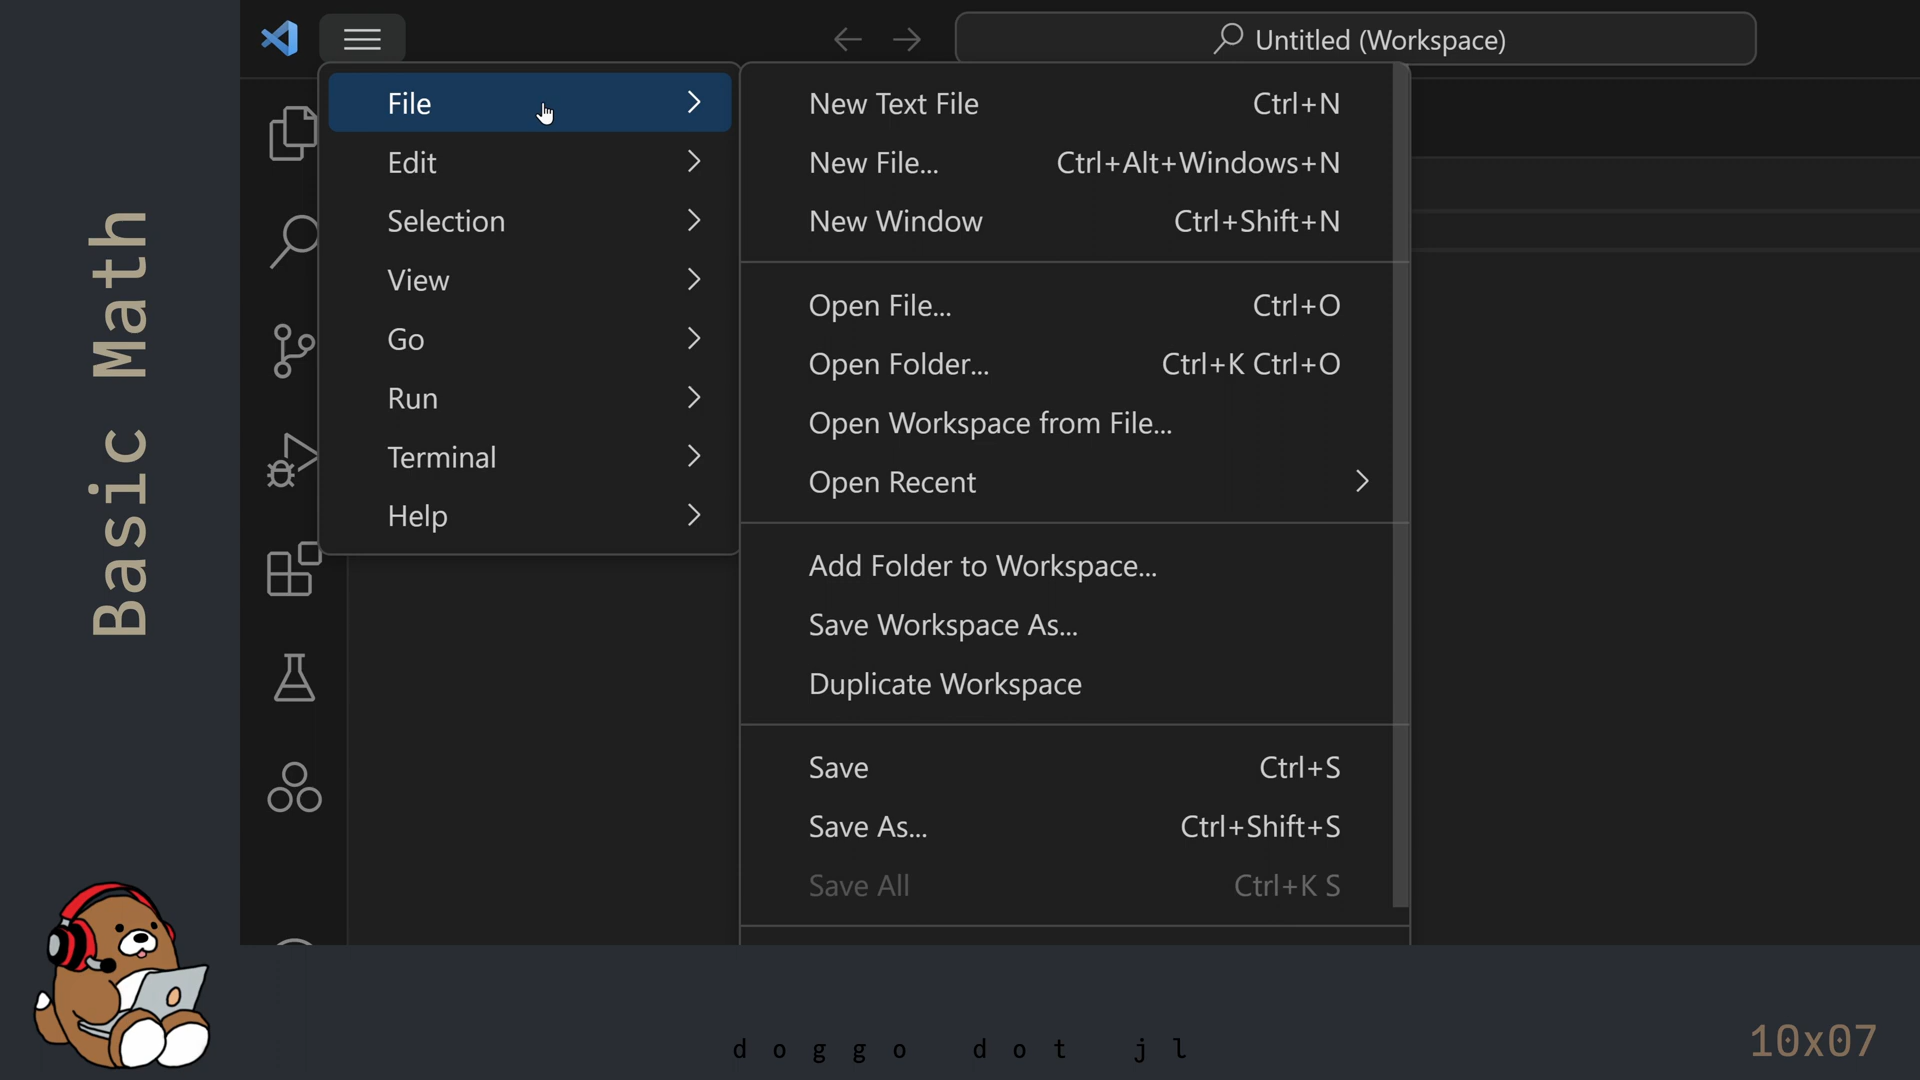 Basic Math
Untitled (Workspace)
File
Edit
Selection
View
Go
Run
Terminal
Help
New Text File Ctrl+N
New File... Ctrl+Alt+Windows+N
New Window Ctrl+Shift+N
Open File... Ctrl+O
Open Folder... Ctrl+K Ctrl+O
Open Workspace from File...
Open Recent
Add Folder to Workspace...
Save Workspace As...
Duplicate Workspace
Save Ctrl+S
Save As... Ctrl+Shift+S
Save All Ctrl+K S
doggo dot jl
10x07